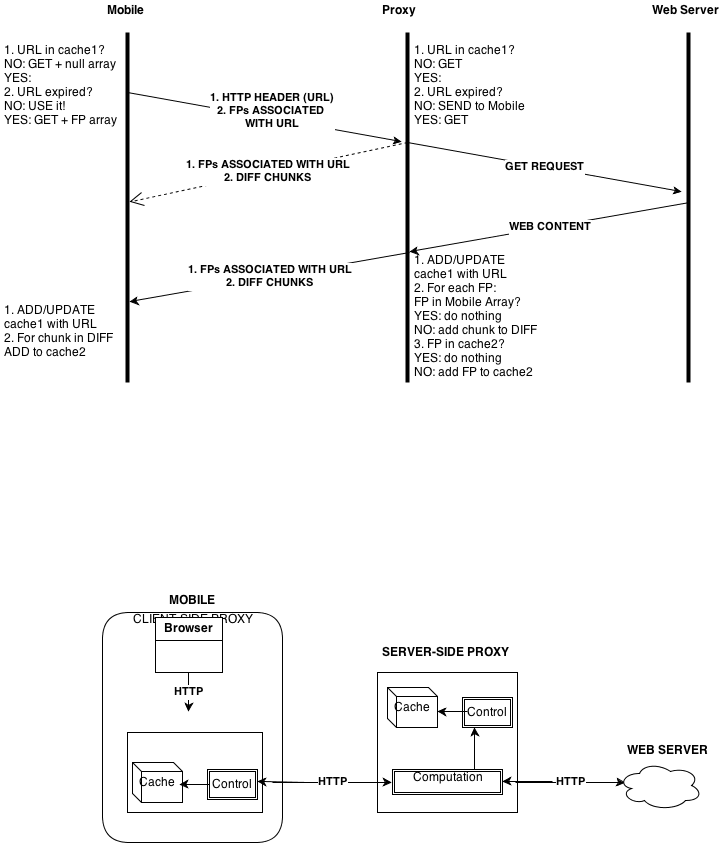 Mobile
Proxy
Web Server
1. URL in cache1?
NO: GET + null array
YES:
2. URL expired?
NO: USE it!
YES: GET + FP array
1. URL in cache1?
NO: GET
YES:
2. URL expired?
NO: SEND to Mobile
YES: GET
1. HTTP HEADER (URL)
2. FPs ASSOCIATED
WITH URL
1. FPs ASSOCIATED WITH URL
2. DIFF CHUNKS
GET REQUEST
WEB CONTENT
1. FPs ASSOCIATED WITH URL
2. DIFF CHUNKS
1. ADD/UPDATE
cache1 with URL
2. For each FP:
FP in Mobile Array?
YES: do nothing
NO: add chunk to DIFF
3. FP in cache2?
YES: do nothing
NO: add FP to cache2
1. ADD/UPDATE
cache1 with URL
2. For chunk in DIFF
ADD to cache2
MOBILE
CLIENT-SIDE PROXY
Browser
HTTP
Cache
Control
HTTP
SERVER-SIDE PROXY
Cache
Control
Computation
HTTP
WEB SERVER